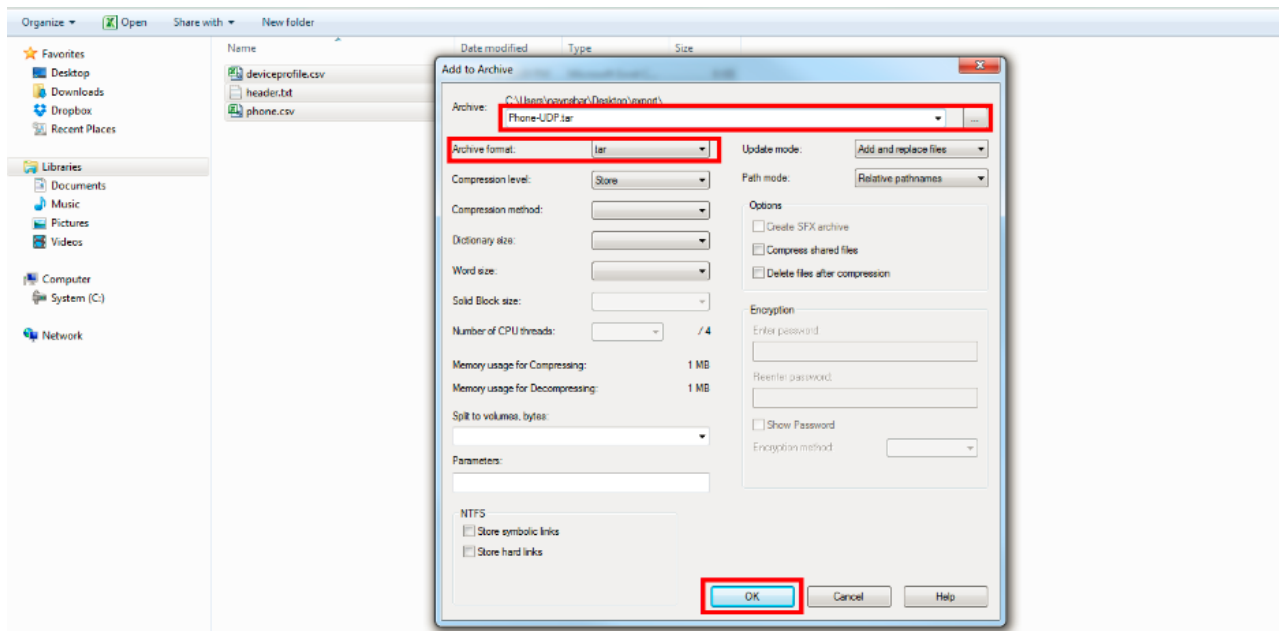 Organize Open Share with New folder
Favorites
Desktop
Downloads
Dropbox
Recent Places
Libraries
Documents
Music
Pictures
Videos
Computer
System (C:)
Network
Name Date modified Type Size
deviceprofile.csv
header.txt
phone.csv
Add to Archive
Archive:
Phone-UDP.tar
...
Archive format: tar
Compression level: Store
Compression method:
Dictionary size:
Word size:
Solid Block size:
Number of CPU threads: / 4
Memory usage for Compressing: 1 MB
Memory usage for Decompressing: 1 MB
Split to volumes, bytes:
Parameters:
NTFS
Store symbolic links
Store hard links
Update mode: Add and replace files
Path mode: Relative pathnames
Options
Create SFX archive
Compress shared files
Delete files after compression
Encryption
Enter password:
Reenter password:
Show Password
Encryption method:
OK Cancel Help